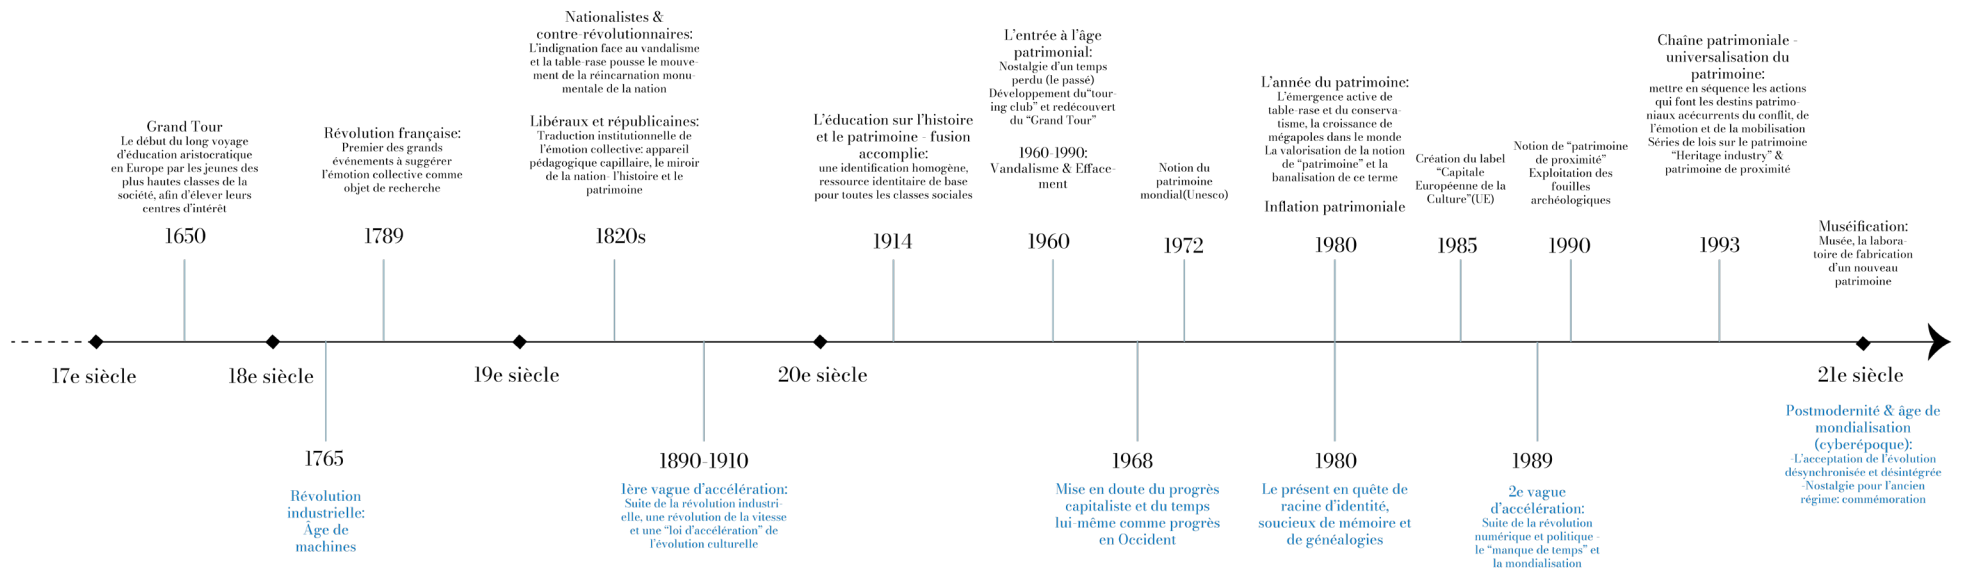 Grand Tour
Le début du long voyage
d'éducation aristocratique
en Europe par les jeunes des
plus hautes classes de la
société, afin d'élever leurs
centres d'intérêt
1650
Révolution française:
Premier des grands
événements à suggérer
l'émotion collective comme
objet de recherche
1789
Nationalistes &
contre-révolutionnaires:
L'indignation face au vandalisme
et la table-rase pousse le mouve-
ment de la réincarnation monu-
mentale de la nation
Libéraux et républicaines:
Traduction institutionnelle de
l'émotion collective: appareil
pédagogique capillaire, le miroir
de la nation- l'histoire et le
patrimoine
1820s
L'éducation sur l'histoire
et le patrimoine - fusion
accomplie:
une identification homogène,
ressource identitaire de base
pour toutes les classes sociales
1914
L'entrée à l'âge
patrimonial:
Nostalgie d'un temps
perdu (le passé)
Développement du"tour-
ing club" et redécouvert
du "Grand Tour"
1960-1990:
Vandalisme & Efface-
ment
1960
Notion du
patrimoine
mondial(Unesco)
1972
L'année du patrimoine:
L'émergence active de
table-rase et du conserva-
tisme, la croissance de
mégapoles dans le monde
La valorisation de la notion
de "patrimoine" et la
banalisation de ce terme
Inflation patrimoniale
1980
Création du label
"Capitale
Européenne de la
Culture"(UE)
1985
Notion de "patrimoine
de proximité"
Exploitation des
fouilles
archéologiques
1990
Chaîne patrimoniale -
universalisation du
patrimoine:
mettre en séquence les actions
qui font les destins patrimo-
niaux acécurrents du conflit, de
l'émotion et de la mobilisation
Séries de lois sur le patrimoine
"Heritage industry" &
patrimoine de proximité
1993
Muséification:
Musée, la labora-
toire de fabrication
d'un nouveau
patrimoine
17e siècle
18e siècle
19e siècle
20e siècle
21e siècle
1765
Révolution
industrielle:
Âge de
machines
1890-1910
1ère vague d'accélération:
Suite de la révolution industri-
elle, une révolution de la vitesse
et une "loi d'accélération" de
l'évolution culturelle
1968
Mise en doute du progrès
capitaliste et du temps
lui-même comme progrès
en Occident
1980
Le présent en quête de
racine d'identité,
soucieux de mémoire et
de généalogies
1989
2e vague
d'accélération:
Suite de la révolution
numérique et politique -
le "manque de temps" et
la mondialisation
Postmodernité & âge de
mondialisation
(cyberépoque):
-L'acceptation de l'évolution
désynchronisée et désintégrée
-Nostalgie pour l'ancien
régime: commémoration